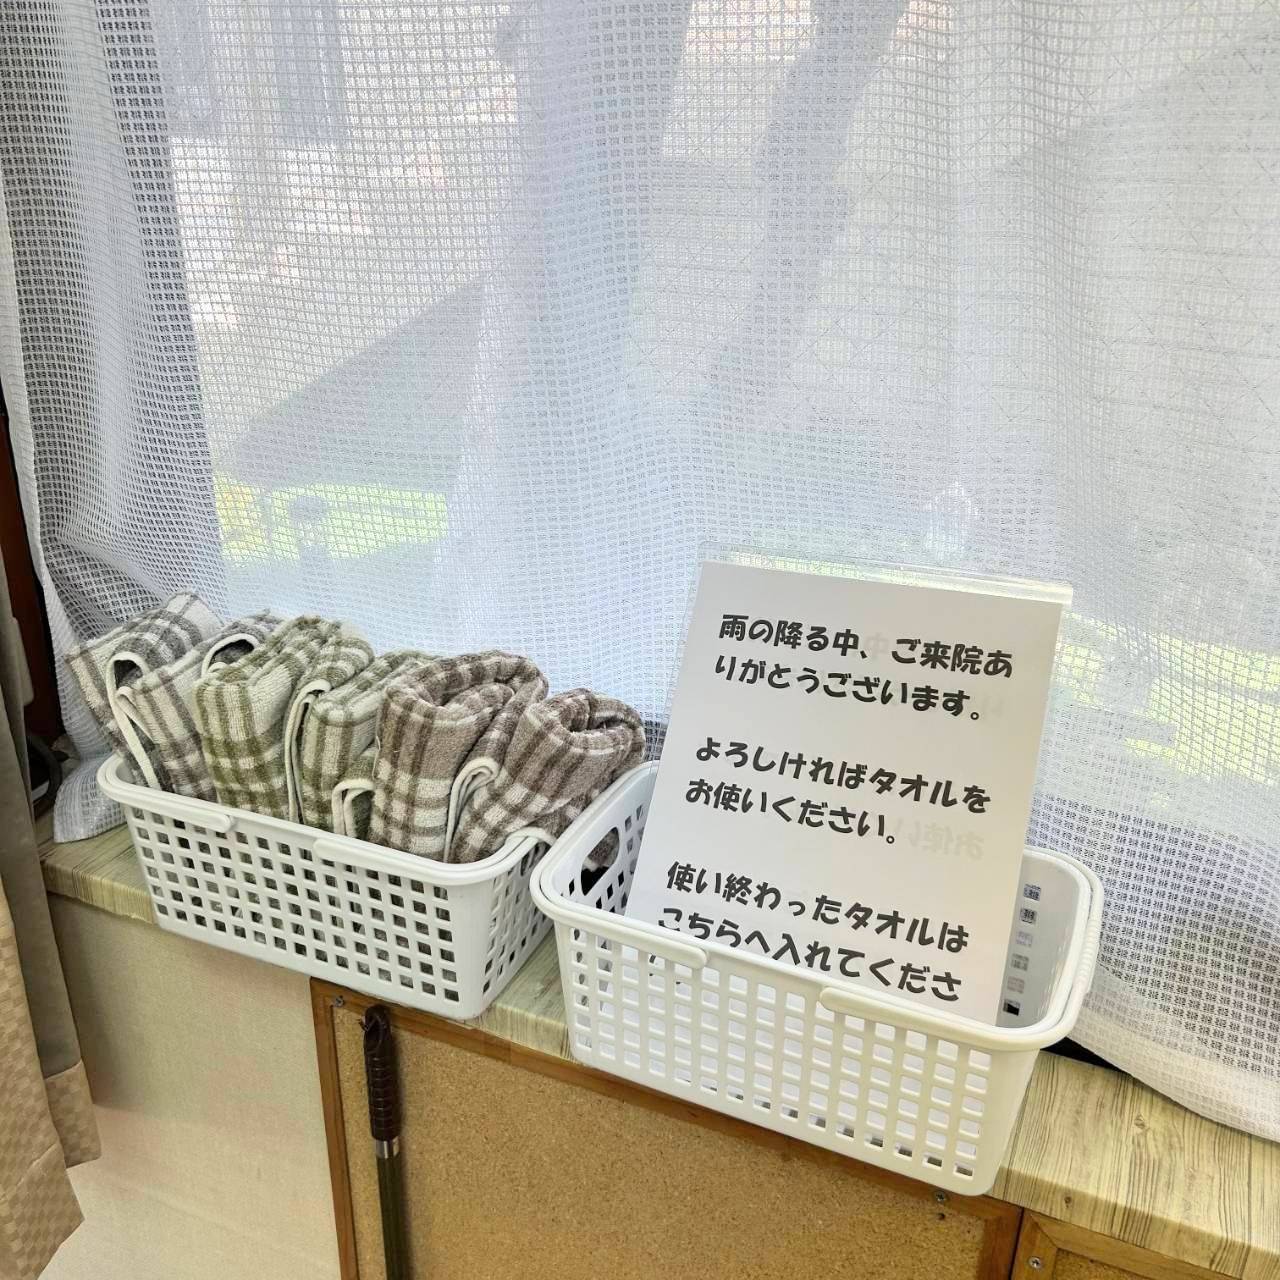 雨の降る中、ご来院あ
りがとうございます。
よろしければタオルを
お使いください。
使い終わったタオルは
こちらへ入れてくださ